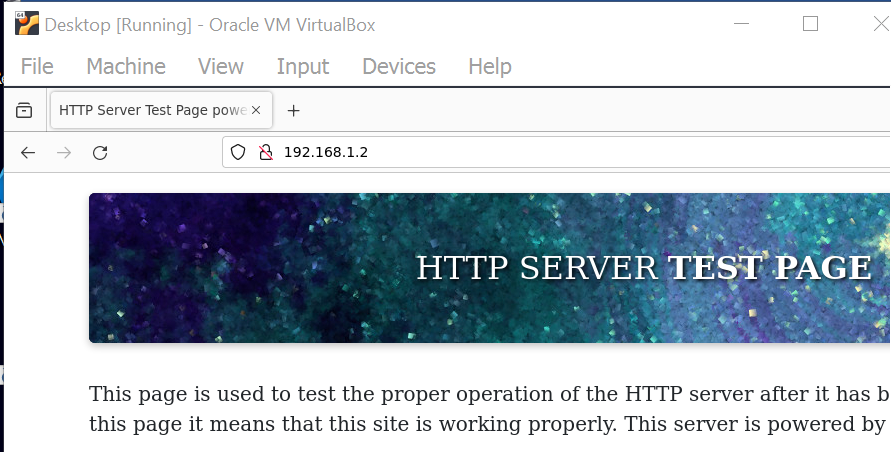 Desktop [Running] - Oracle VM VirtualBox
File Machine View Input Devices Help
HTTP Server Test Page powe
192.168.1.2
HTTP SERVER TEST PAGE
This page is used to test the proper operation of the HTTP server after it has b
this page it means that this site is working properly. This server is powered by